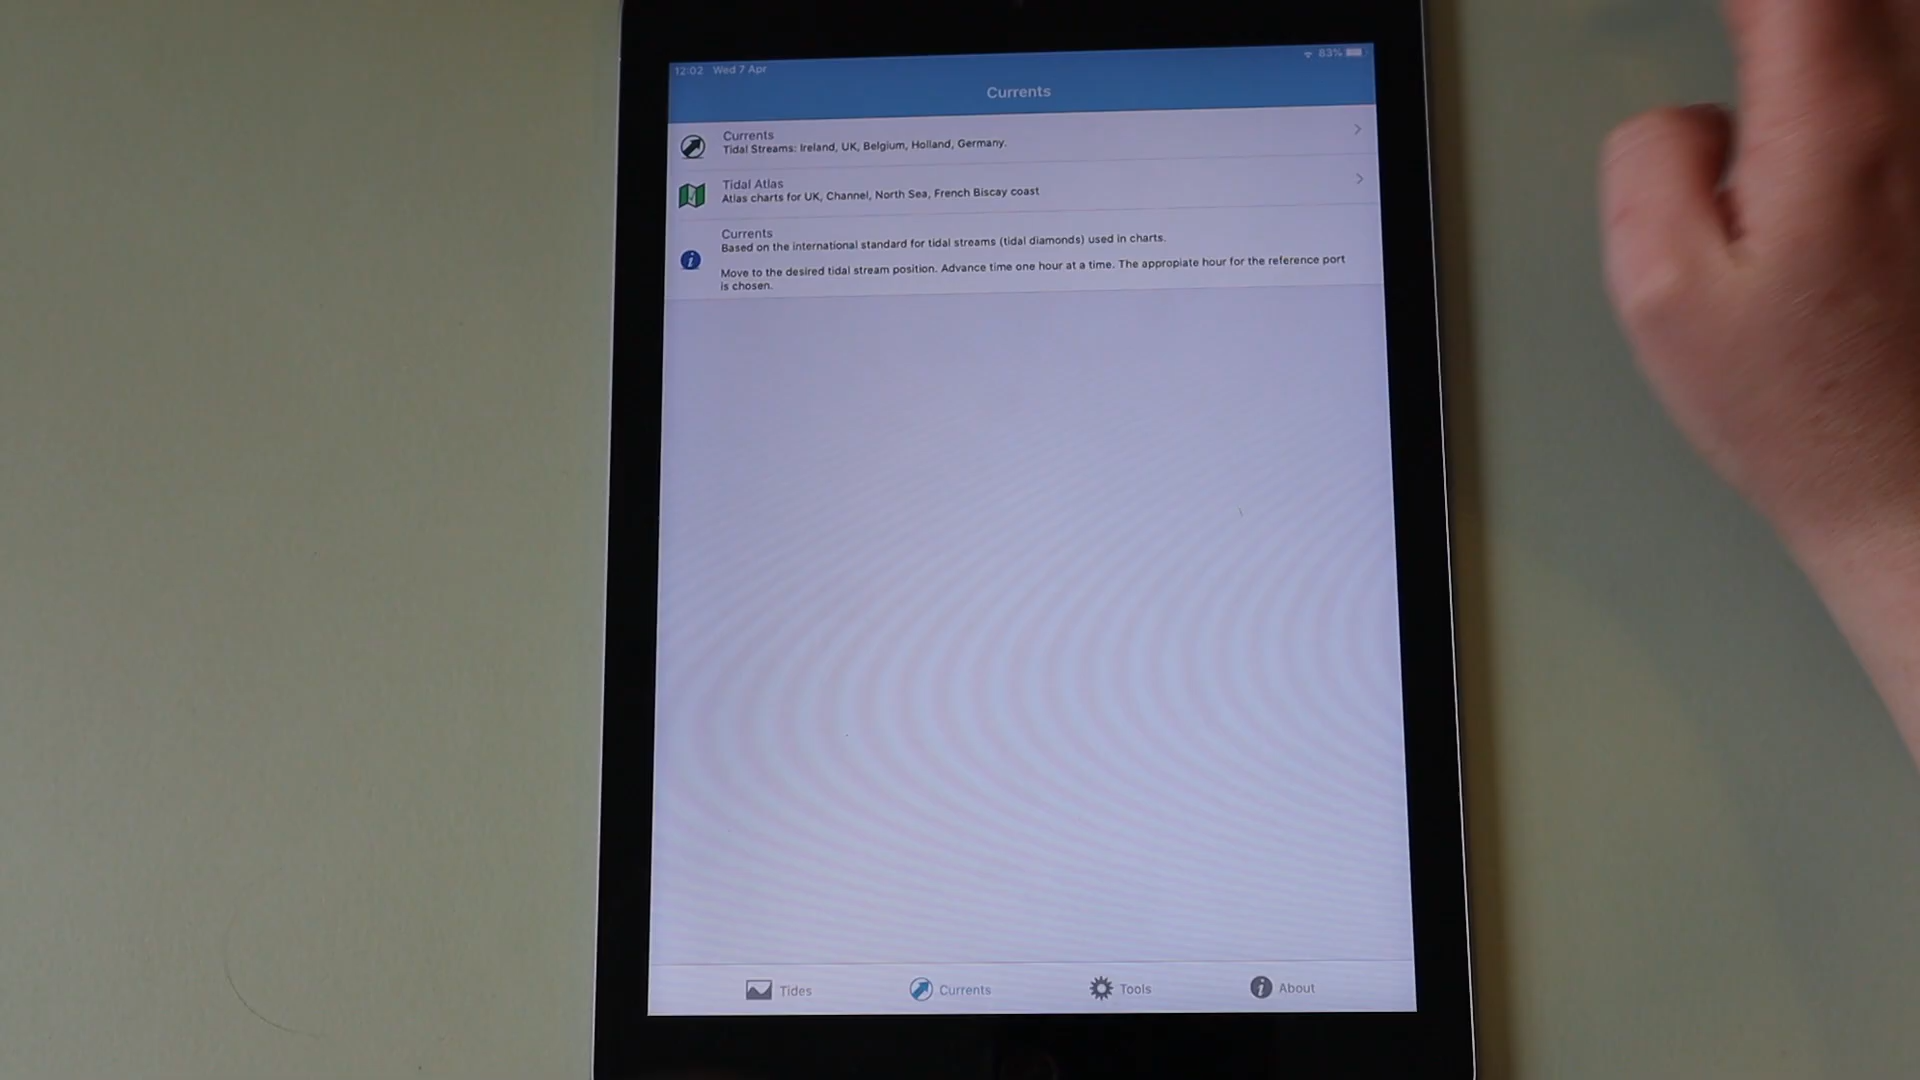 12:02 Wed 7 Apr
83%
Currents
Currents
Tidal Streams: Ireland, UK, Belgium, Holland, Germany.
Tidal Atlas
Atlas charts for UK, Channel, North Sea, French Biscay coast
Currents
Based on the international standard for tidal streams (tidal diamonds) used in charts.
Move to the desired tidal stream position. Advance time one hour at a time. The appropiate hour for the reference port
is chosen.
Tides
Currents
Tools
About